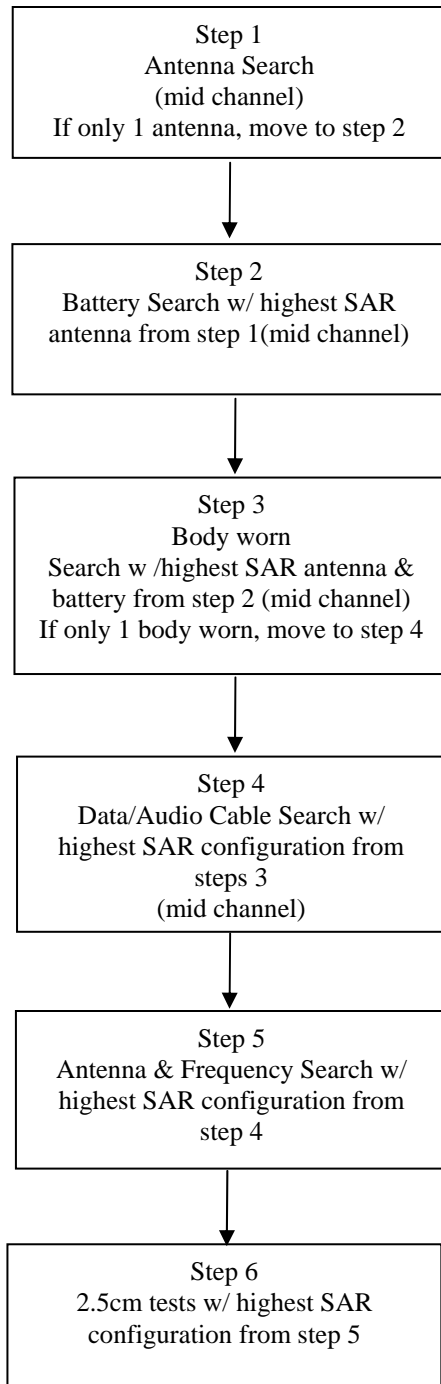 Step 1
Antenna Search
(mid channel)
If only 1 antenna, move to step 2
Step 2
Battery Search w/ highest SAR
antenna from step 1(mid channel)
Step 3
Body worn
Search w /highest SAR antenna &
battery from step 2 (mid channel)
If only 1 body worn, move to step 4
Step 4
Data/Audio Cable Search w/
highest SAR configuration from
steps 3
(mid channel)
Step 5
Antenna & Frequency Search w/
highest SAR configuration from
step 4
Step 6
2.5cm tests w/ highest SAR
configuration from step 5